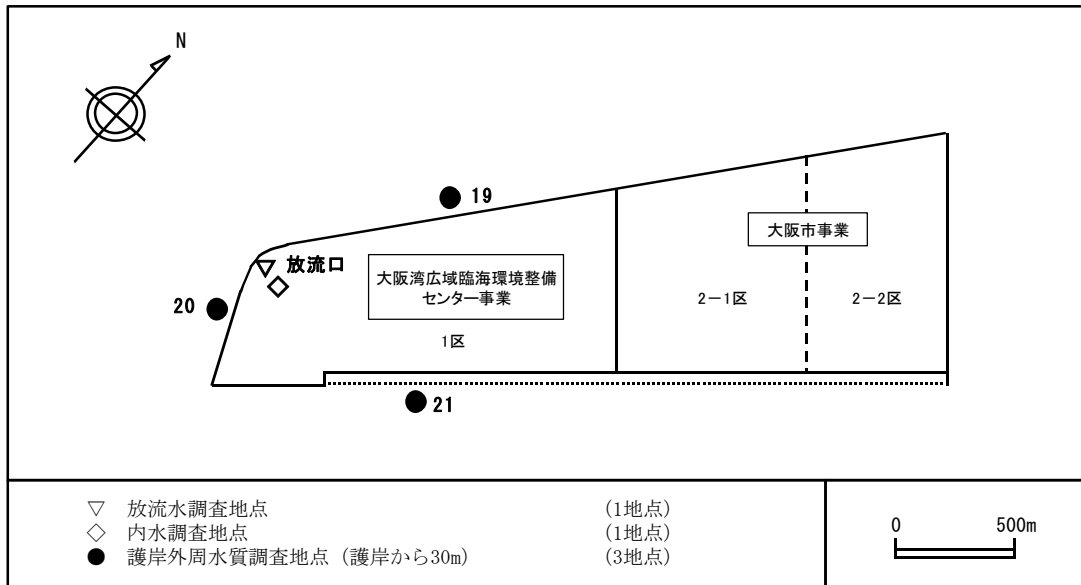 N
19
放流口
大阪市事業
大阪湾広域臨海環境整備
センター事業
20
2-1区
2-2区
1区
21
▽ 放流水調査地点 (1地点)
◇ 内水調査地点 (1地点)
● 護岸外周水質調査地点 (護岸から30m) (3地点)
0 500m